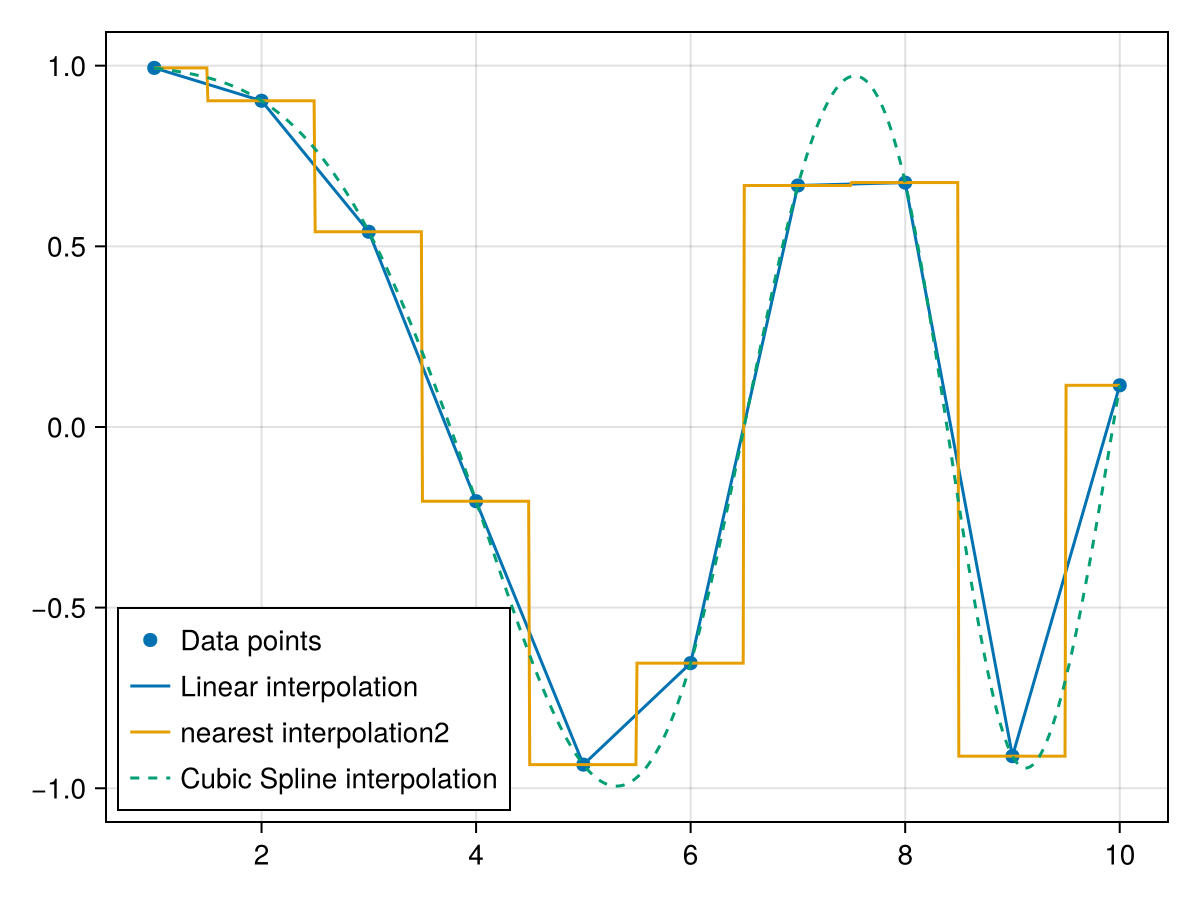 1.0
0.5
0.0
−0.5
−1.0
Data points
Linear interpolation
nearest interpolation2
Cubic Spline interpolation
2 4 6 8 10